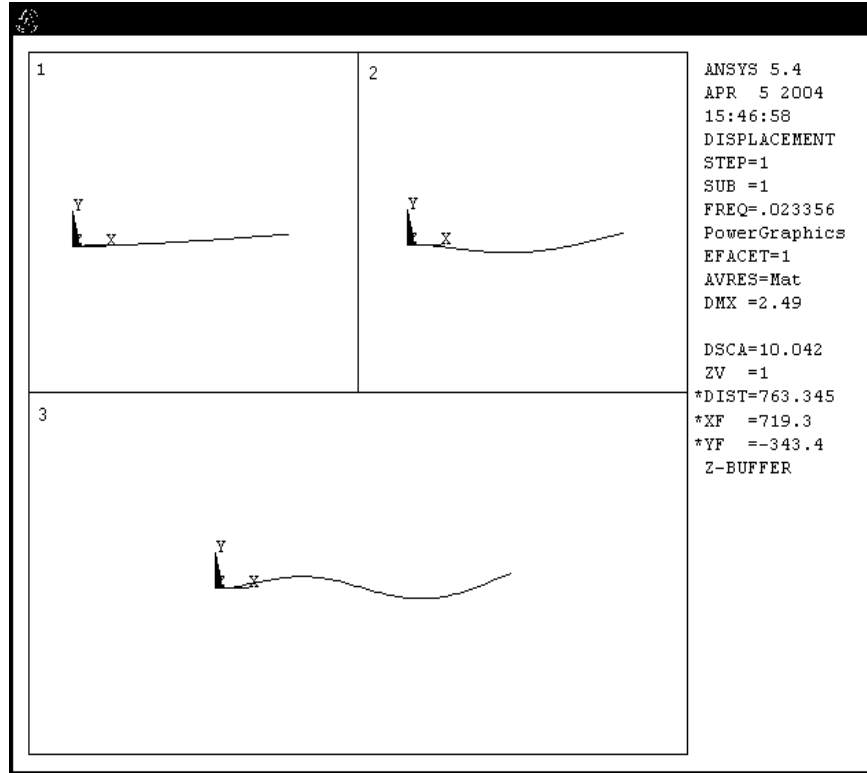 1
Y
X
2
Y
X
3
Y
X
ANSYS 5.4
APR  5 2004
15:46:58
DISPLACEMENT
STEP=1
SUB =1
FREQ=.023356
PowerGraphics
EFACET=1
AVRES=Mat
DMX =2.49
DSCA=10.042
ZV  =1
*DIST=763.345
*XF  =719.3
*YF  =-343.4
Z-BUFFER